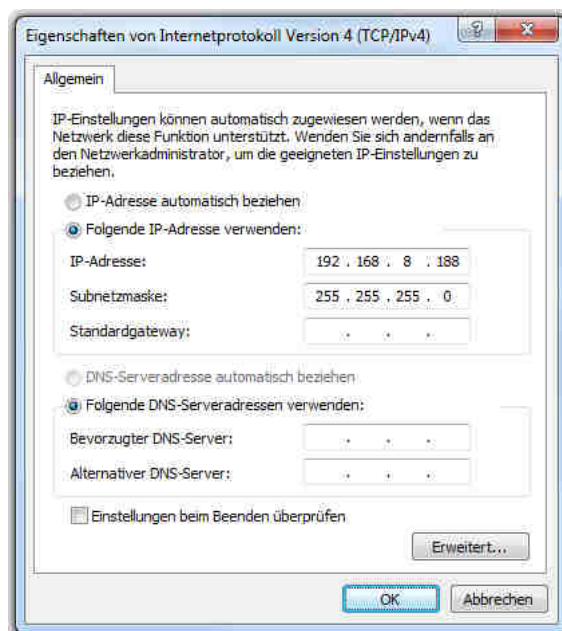 Eigenschaften von Internetprotokoll Version 4 (TCP/IPv4)
Allgemein
IP-Einstellungen können automatisch zugewiesen werden, wenn das
Netzwerk diese Funktion unterstützt. Wenden Sie sich andernfalls an
den Netzwerkadministrator, um die geeigneten IP-Einstellungen zu
beziehen.
IP-Adresse automatisch beziehen
Folgende IP-Adresse verwenden:
IP-Adresse: 192 . 168 . 8 . 188
Subnetzmaske: 255 . 255 . 255 . 0
Standardgateway: . . .
DNS-Serveradresse automatisch beziehen
Folgende DNS-Serveradressen verwenden:
Bevorzugter DNS-Server: . . .
Alternativer DNS-Server: . . .
Einstellungen beim Beenden überprüfen
Erweitert...
OK Abbrechen